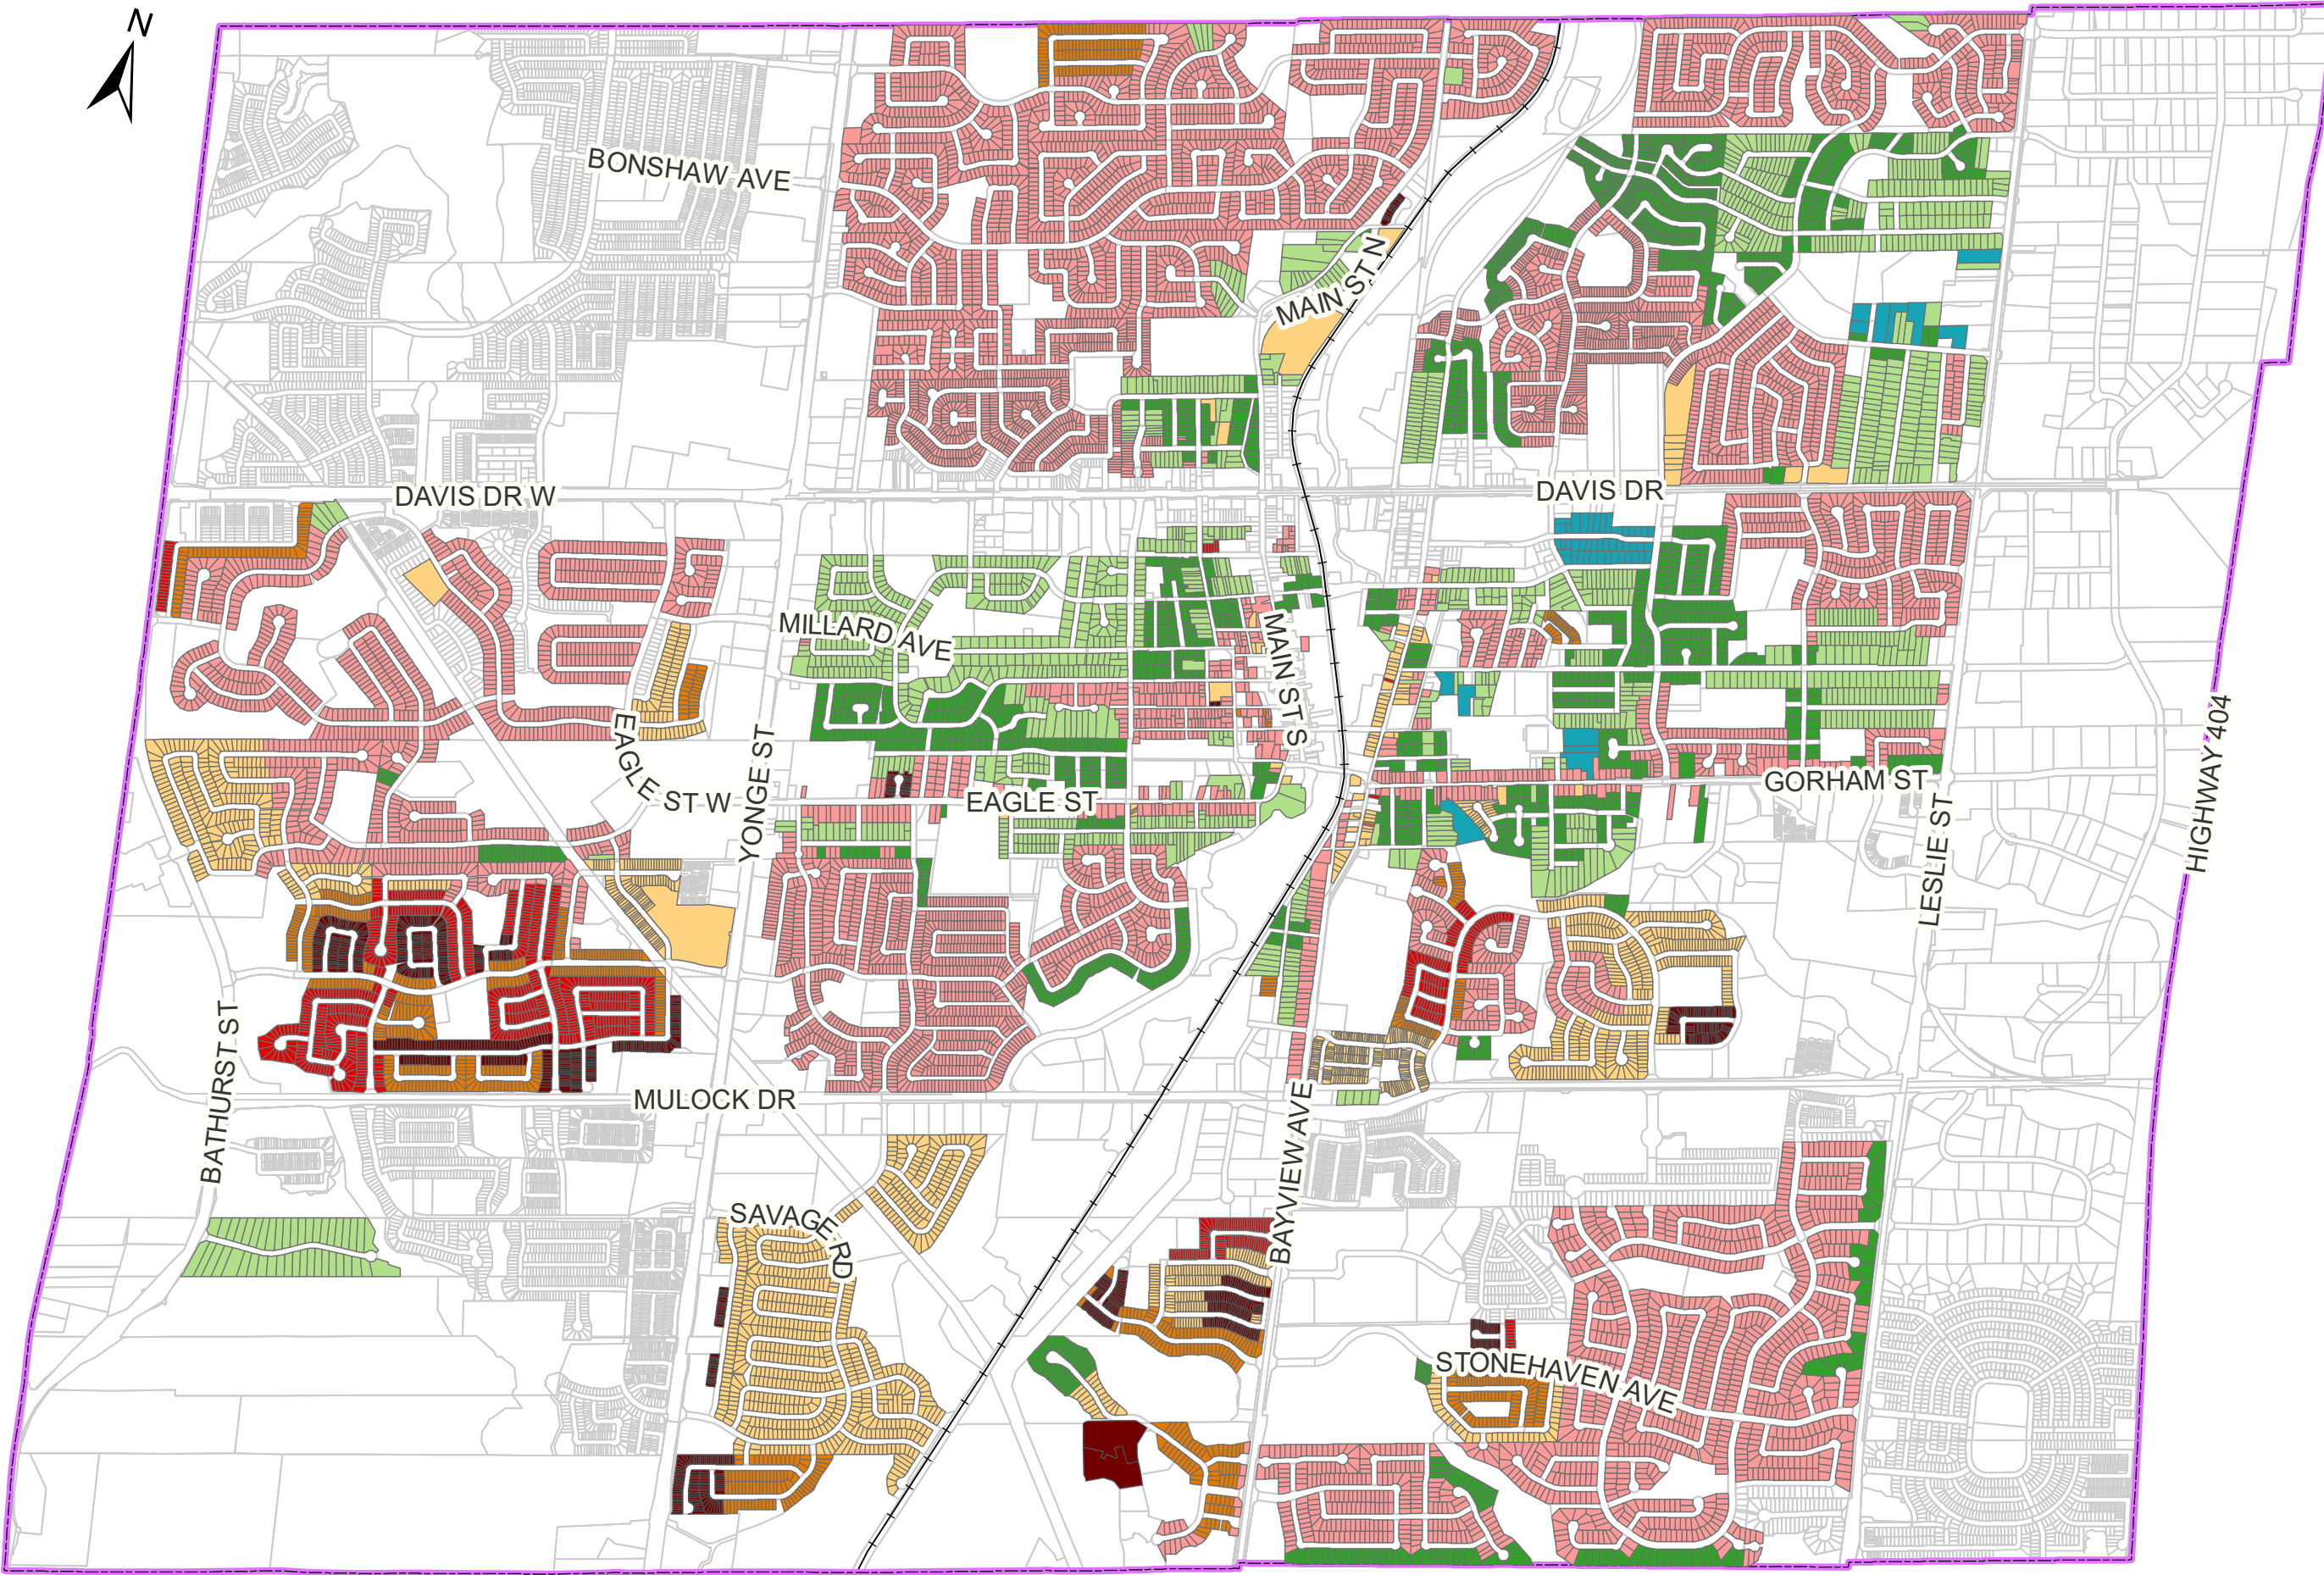 N
BONSHAW AVE
MAIN ST N
DAVIS DR W
DAVIS DR
MILLARD AVE
MAIN ST S
EAGLE ST W
YONGE ST
EAGLE ST
GORHAM ST
HIGHWAY 404
LESLIE ST
BATHURST ST
MULOCK DR
BAYVIEW AVE
SAVAGE RD
STONEHAVEN AVE